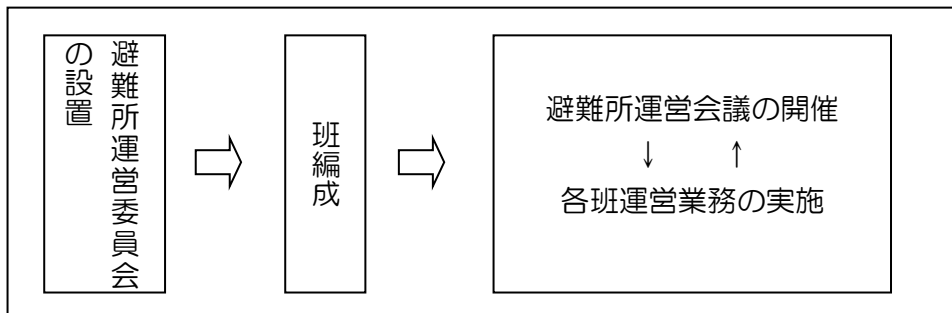 避難所運営委員会
の設置
班編成
避難所運営会議の開催
↓ ↑
各班運営業務の実施